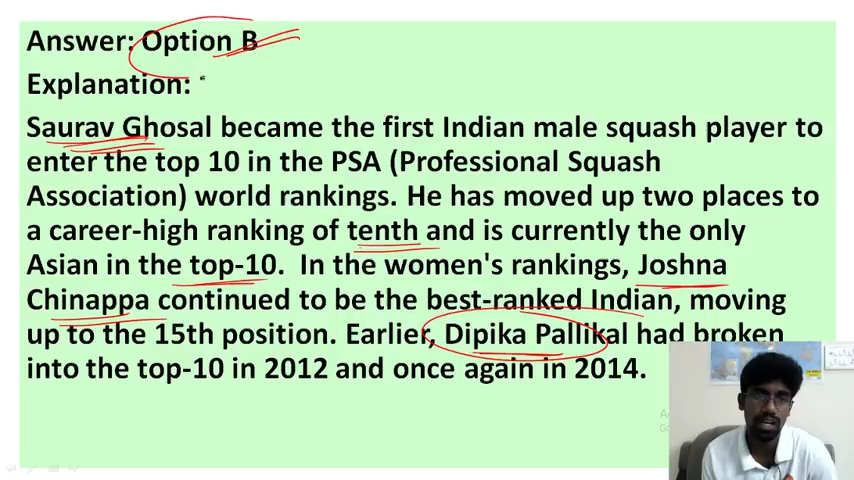 Answer: Option B
Explanation:
Saurav Ghosal became the first Indian male squash player to
enter the top 10 in the PSA (Professional Squash
Association) world rankings. He has moved up two places to
a career-high ranking of tenth and is currently the only
Asian in the top-10. In the women's rankings, Joshna
Chinappa continued to be the best-ranked Indian, moving
up to the 15th position. Earlier, Dipika Pallikal had broken
into the top-10 in 2012 and once again in 2014.